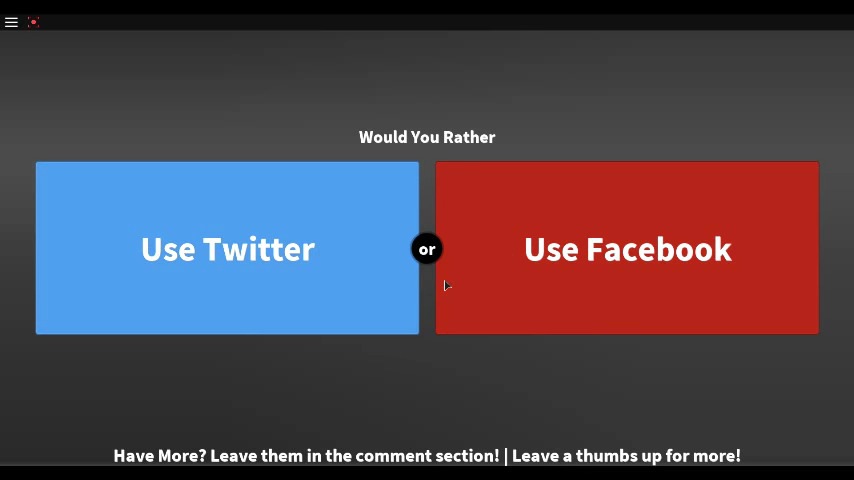 Would You Rather
Use Twitter
or
Use Facebook
Have More? Leave them in the comment section! | Leave a thumbs up for more!